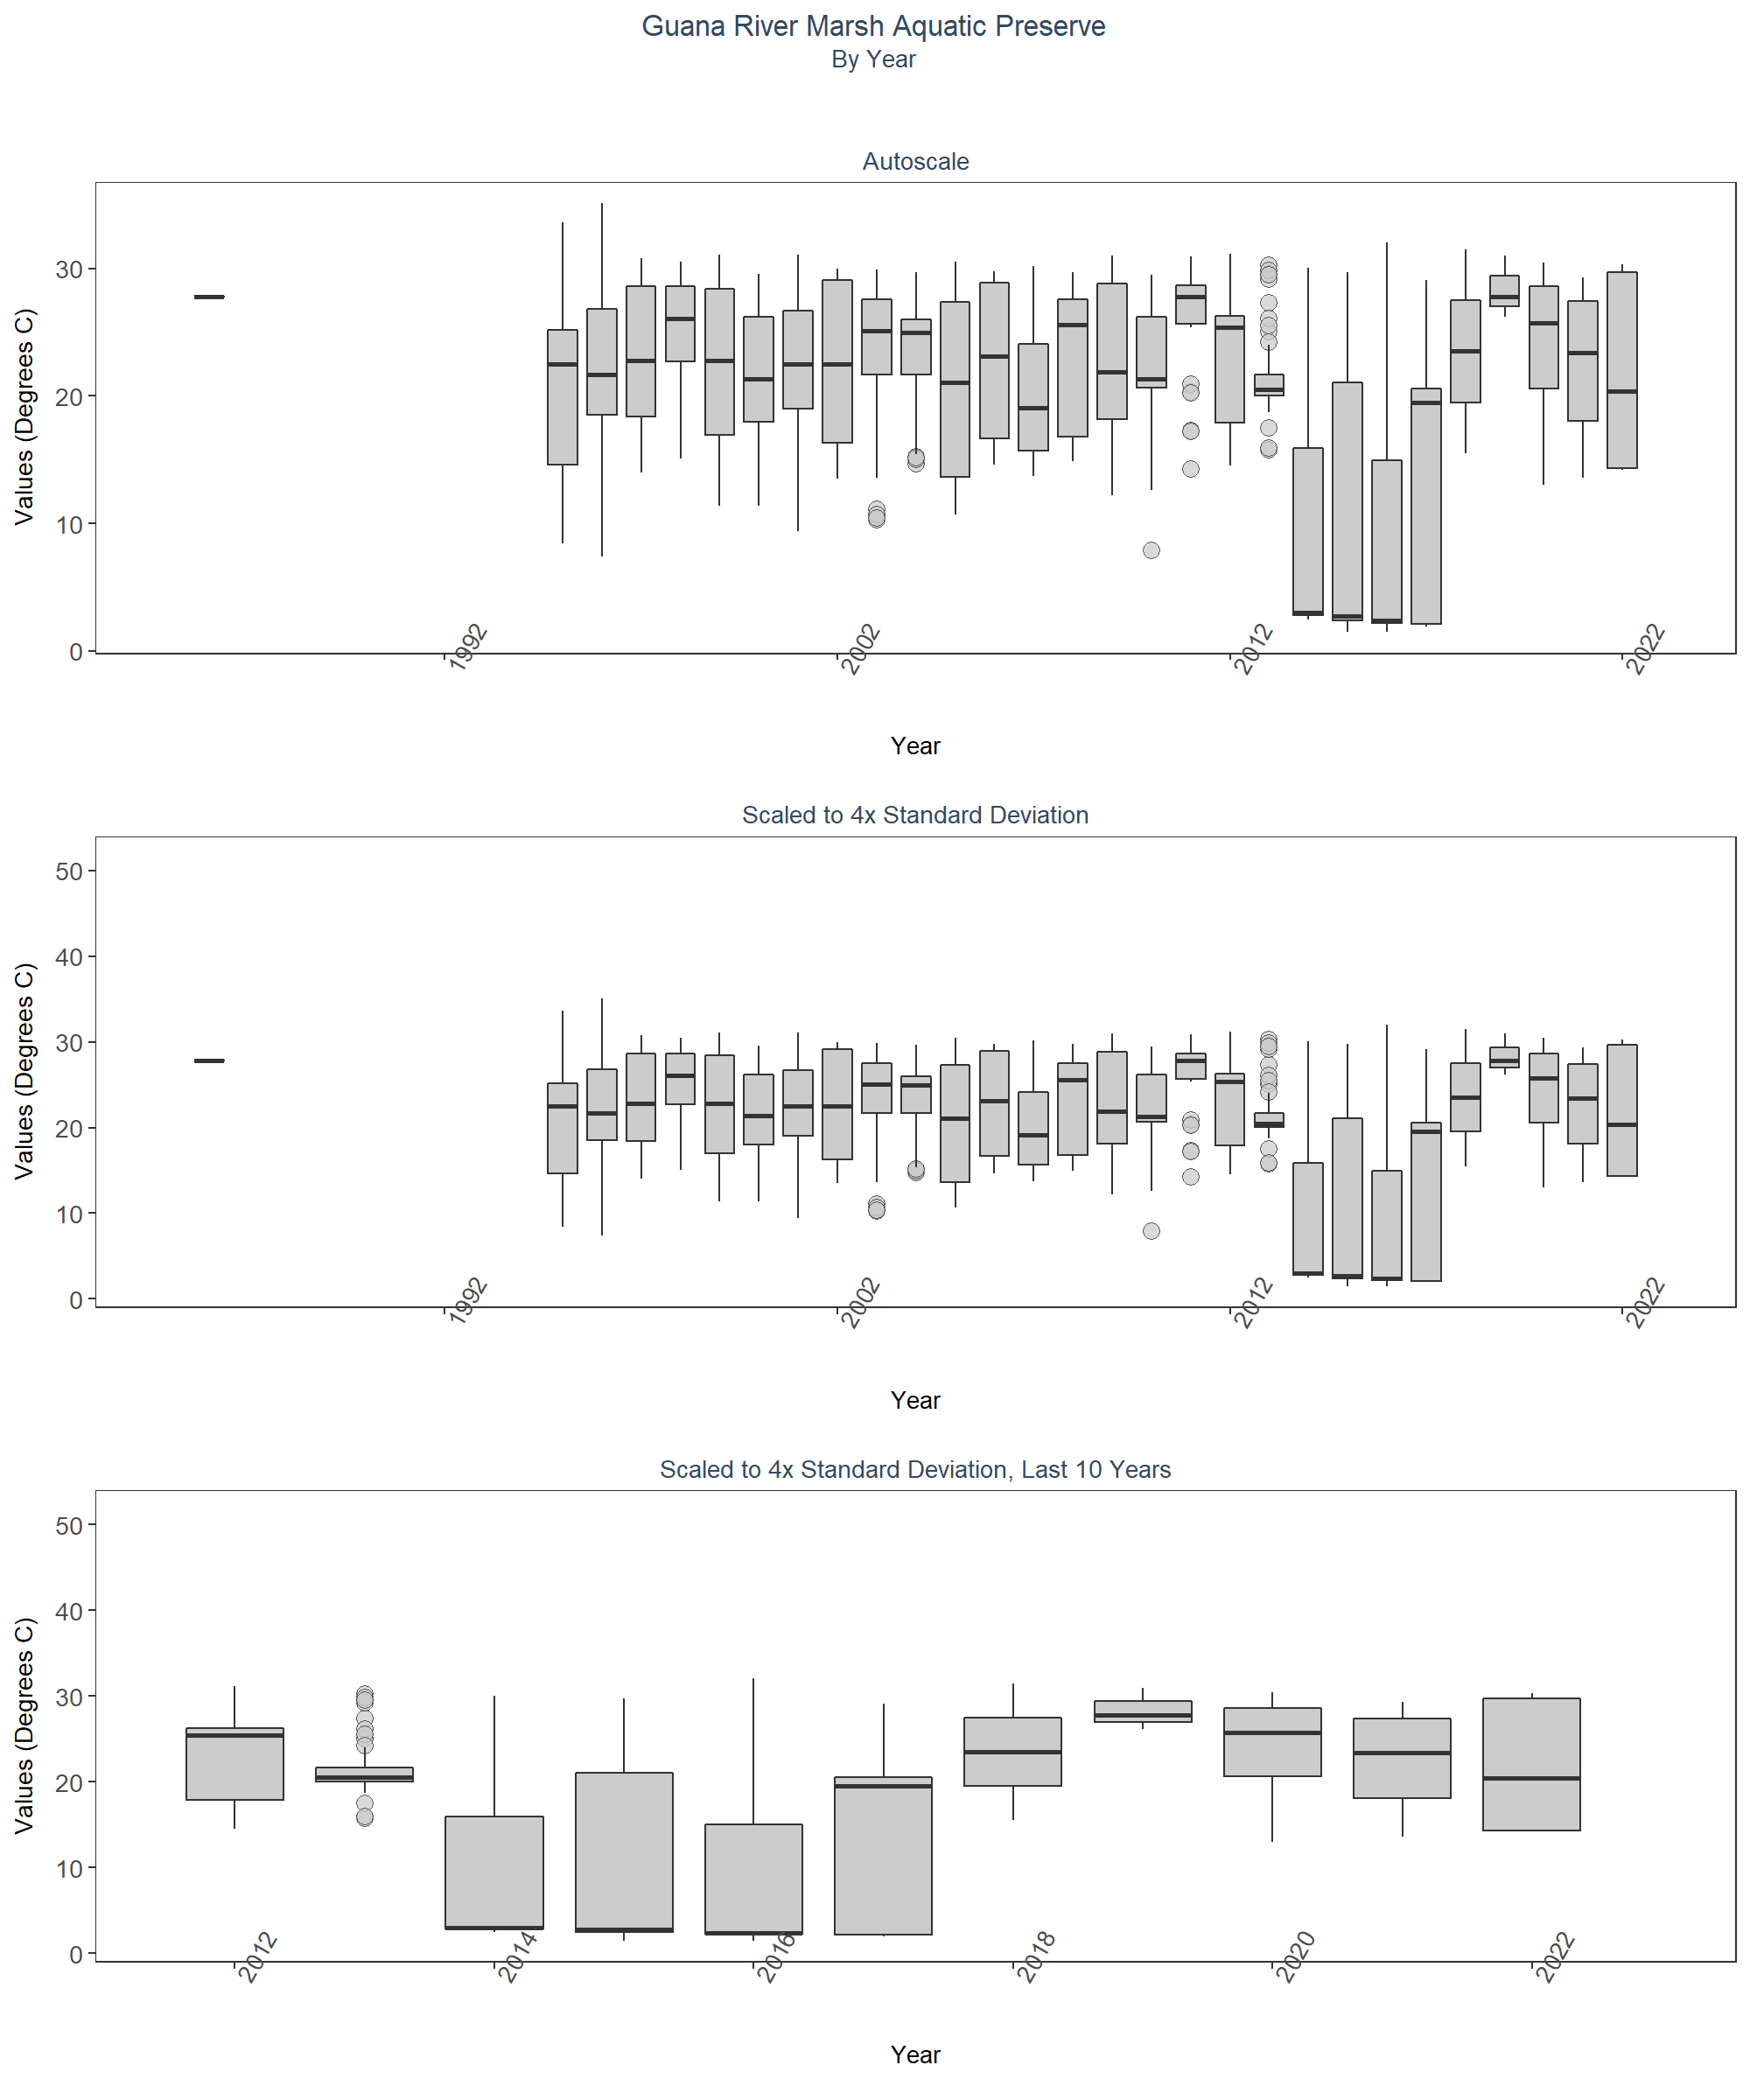 Guana River Marsh Aquatic Preserve
By Year
Autoscale
Values (Degrees C)
30
20
10
0
1992
2002
2012
2022
Year
Scaled to 4x Standard Deviation
Values (Degrees C)
50
40
30
20
10
0
1992
2002
2012
2022
Year
Scaled to 4x Standard Deviation, Last 10 Years
Values (Degrees C)
50
40
30
20
10
0
2012
2014
2016
2018
2020
2022
Year